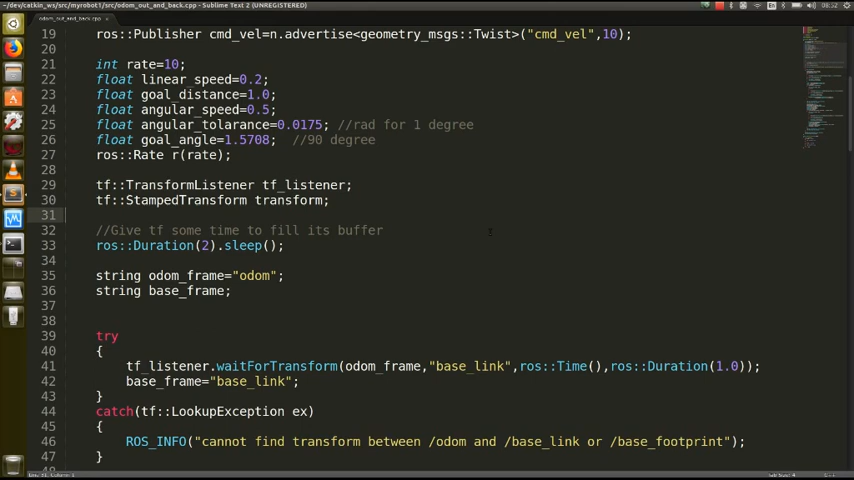 ~/dev/catkin_ws/src/myrobot1/src/odom_out_and_back.cpp - Sublime Text 2 (UNREGISTERED)
En
08:52
odom_out_and_back.cpp
19 ros::Publisher cmd_vel=n.advertise<geometry_msgs::Twist>("cmd_vel",10);
20
21 int rate=10;
22 float linear_speed=0.2;
23 float goal_distance=1.0;
24 float angular_speed=0.5;
25 float angular_tolarance=0.0175; //rad for 1 degree
26 float goal_angle=1.5708;  //90 degree
27 ros::Rate r(rate);
28
29 tf::TransformListener tf_listener;
30 tf::StampedTransform transform;
31
32 //Give tf some time to fill its buffer
33 ros::Duration(2).sleep();
34
35 string odom_frame="odom";
36 string base_frame;
37
38
39 try
40 {
41 tf_listener.waitForTransform(odom_frame,"base_link",ros::Time(),ros::Duration(1.0));
42 base_frame="base_link";
43 }
44 catch(tf::LookupException ex)
45 {
46 ROS_INFO("cannot find transform between /odom and /base_link or /base_footprint");
47 }